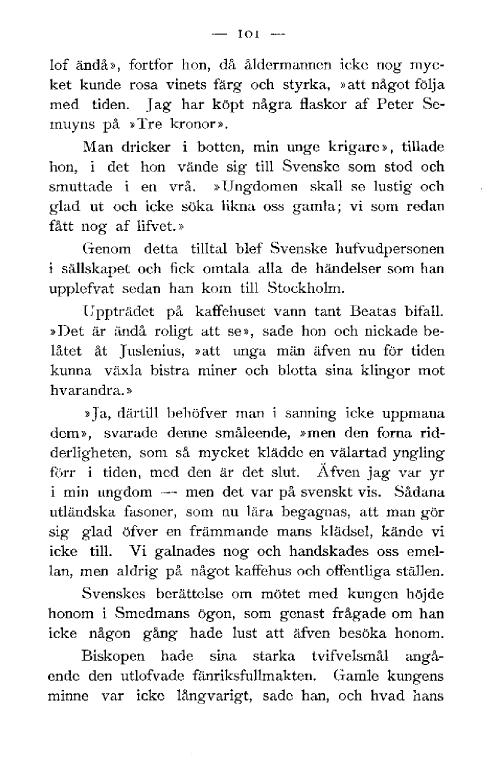 — 101 —
lof ändå», fortfor hon, då åldermannen icke nog myc-
ket kunde rosa vinets färg och styrka, »att något följa
med tiden. Jag har köpt några flaskor af Peter Se-
muyns på »Tre kronor».
Man dricker i botten, min unge krigare», tillade
hon, i det hon vände sig till Svenske som stod och
smuttade i en vrå. »Ungdomen skall se lustig och
glad ut och icke söka likna oss gamla; vi som redan
fått nog af lifvet.»
Genom detta tilltal blef Svenske hufvudpersonen
i sällskapet och fick omtala alla de händelser som han
upplefvat sedan han kom till Stockholm.
Uppträdet på kaffehuset vann tant Beatas bifall.
»Det är ändå roligt att se», sade hon och nickade be-
låtet åt Juslenius, »att unga män äfven nu för tiden
kunna växla bistra miner och blotta sina klingor mot
hvarandra.»
»Ja, därtill behöfver man i sanning icke uppmana
dem», svarade denne småleende, »men den forna rid-
derligheten, som så mycket klädde en välartad yngling
förr i tiden, med den är det slut. Äfven jag var yr
i min ungdom — men det var på svenskt vis. Sådana
utländska fasoner, som nu lära begagnas, att man gör
sig glad öfver en främmande mans klädsel, kände vi
icke till. Vi galnades nog och handskades oss emel-
lan, men aldrig på något kaffehus och offentliga ställen.
Svenskes berättelse om mötet med kungen höjde
honom i Smedmans ögon, som genast frågade om han
icke någon gång hade lust att äfven besöka honom.
Biskopen hade sina starka tvifvelsmål angå-
ende den utlofvade fänriksfullmakten. Gamle kungens
minne var icke långvarigt, sade han, och hvad hans